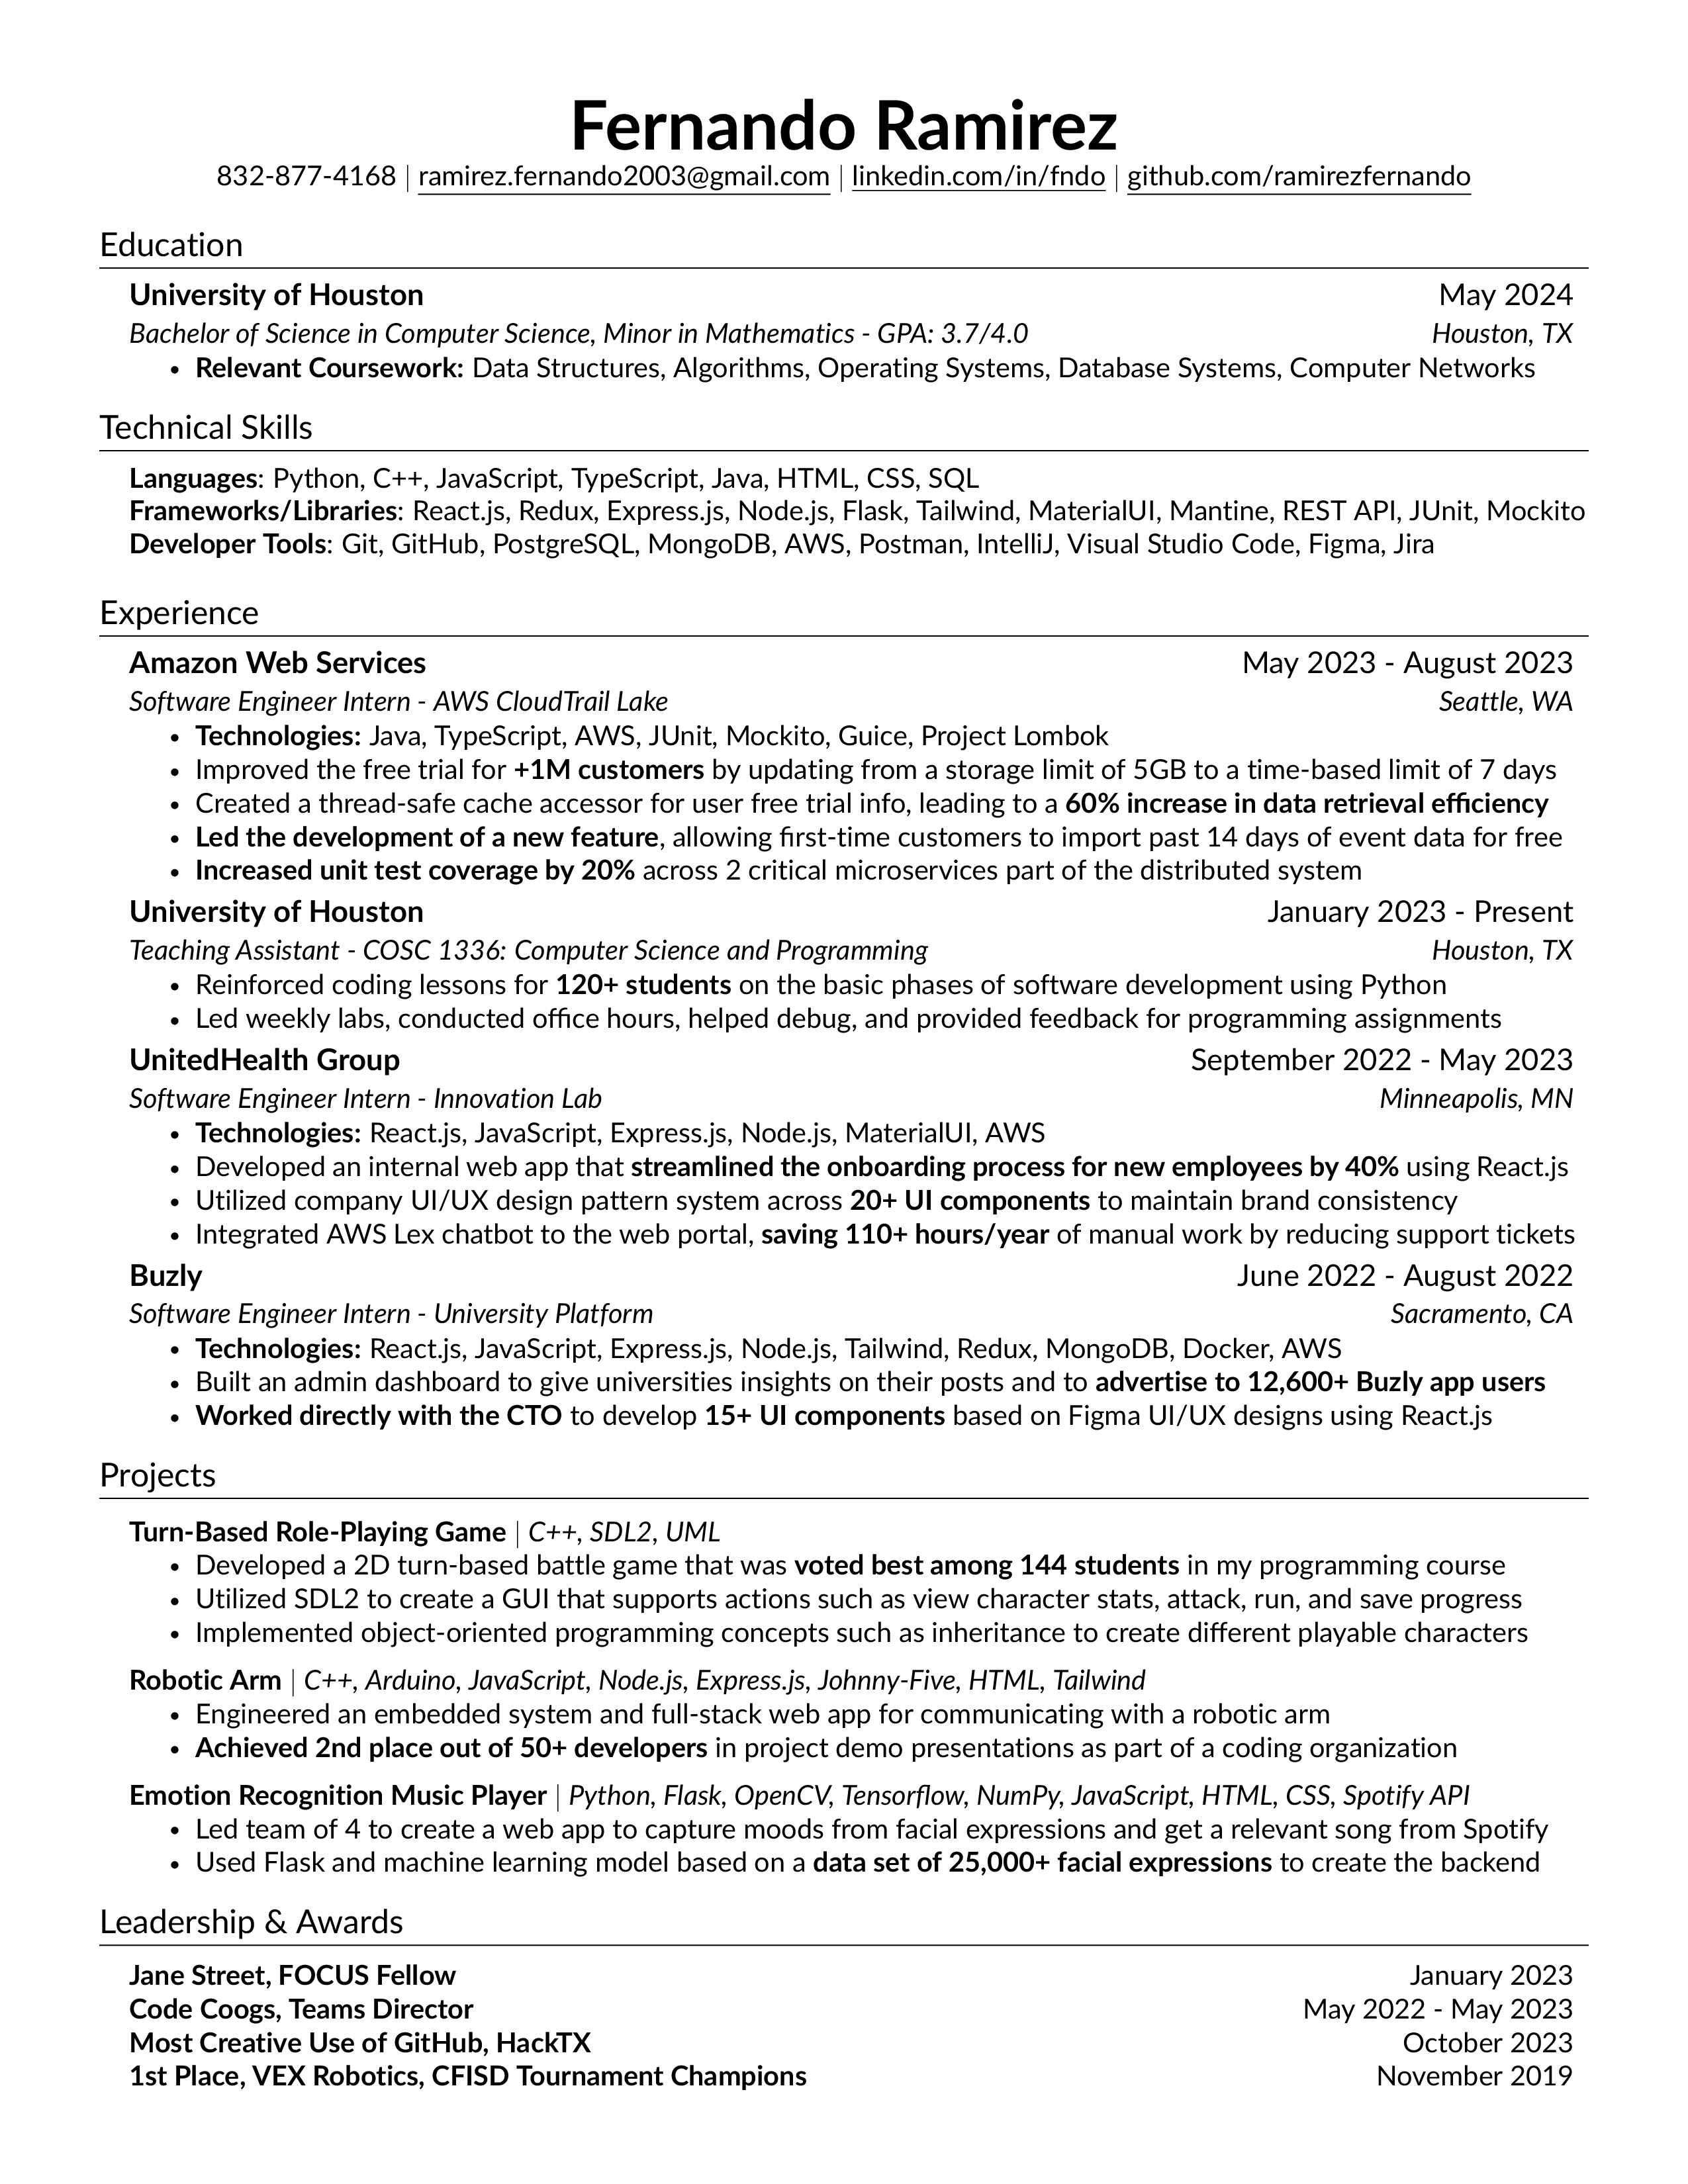 Fernando Ramirez
832-877-4168 | ramirez.fernando2003@gmail.com | linkedin.com/in/fndo | github.com/ramirezfernando
Education
University of Houston May 2024
Bachelor of Science in Computer Science, Minor in Mathematics - GPA: 3.7/4.0 Houston, TX
• Relevant Coursework: Data Structures, Algorithms, Operating Systems, Database Systems, Computer Networks
Technical Skills
Languages: Python, C++, JavaScript, TypeScript, Java, HTML, CSS, SQL
Frameworks/Libraries: React.js, Redux, Express.js, Node.js, Flask, Tailwind, MaterialUI, Mantine, REST API, JUnit, Mockito
Developer Tools: Git, GitHub, PostgreSQL, MongoDB, AWS, Postman, IntelliJ, Visual Studio Code, Figma, Jira
Experience
Amazon Web Services May 2023 - August 2023
Software Engineer Intern - AWS CloudTrail Lake Seattle, WA
• Technologies: Java, TypeScript, AWS, JUnit, Mockito, Guice, Project Lombok
• Improved the free trial for +1M customers by updating from a storage limit of 5GB to a time-based limit of 7 days
• Created a thread-safe cache accessor for user free trial info, leading to a 60% increase in data retrieval efficiency
• Led the development of a new feature, allowing first-time customers to import past 14 days of event data for free
• Increased unit test coverage by 20% across 2 critical microservices part of the distributed system
University of Houston January 2023 - Present
Teaching Assistant - COSC 1336: Computer Science and Programming Houston, TX
• Reinforced coding lessons for 120+ students on the basic phases of software development using Python
• Led weekly labs, conducted office hours, helped debug, and provided feedback for programming assignments
UnitedHealth Group September 2022 - May 2023
Software Engineer Intern - Innovation Lab Minneapolis, MN
• Technologies: React.js, JavaScript, Express.js, Node.js, MaterialUI, AWS
• Developed an internal web app that streamlined the onboarding process for new employees by 40% using React.js
• Utilized company UI/UX design pattern system across 20+ UI components to maintain brand consistency
• Integrated AWS Lex chatbot to the web portal, saving 110+ hours/year of manual work by reducing support tickets
Buzly June 2022 - August 2022
Software Engineer Intern - University Platform Sacramento, CA
• Technologies: React.js, JavaScript, Express.js, Node.js, Tailwind, Redux, MongoDB, Docker, AWS
• Built an admin dashboard to give universities insights on their posts and to advertise to 12,600+ Buzly app users
• Worked directly with the CTO to develop 15+ UI components based on Figma UI/UX designs using React.js
Projects
Turn-Based Role-Playing Game | C++, SDL2, UML
• Developed a 2D turn-based battle game that was voted best among 144 students in my programming course
• Utilized SDL2 to create a GUI that supports actions such as view character stats, attack, run, and save progress
• Implemented object-oriented programming concepts such as inheritance to create different playable characters
Robotic Arm | C++, Arduino, JavaScript, Node.js, Express.js, Johnny-Five, HTML, Tailwind
• Engineered an embedded system and full-stack web app for communicating with a robotic arm
• Achieved 2nd place out of 50+ developers in project demo presentations as part of a coding organization
Emotion Recognition Music Player | Python, Flask, OpenCV, Tensorflow, NumPy, JavaScript, HTML, CSS, Spotify API
• Led team of 4 to create a web app to capture moods from facial expressions and get a relevant song from Spotify
• Used Flask and machine learning model based on a data set of 25,000+ facial expressions to create the backend
Leadership & Awards
Jane Street, FOCUS Fellow January 2023
Code Coogs, Teams Director May 2022 - May 2023
Most Creative Use of GitHub, HackTX October 2023
1st Place, VEX Robotics, CFISD Tournament Champions November 2019